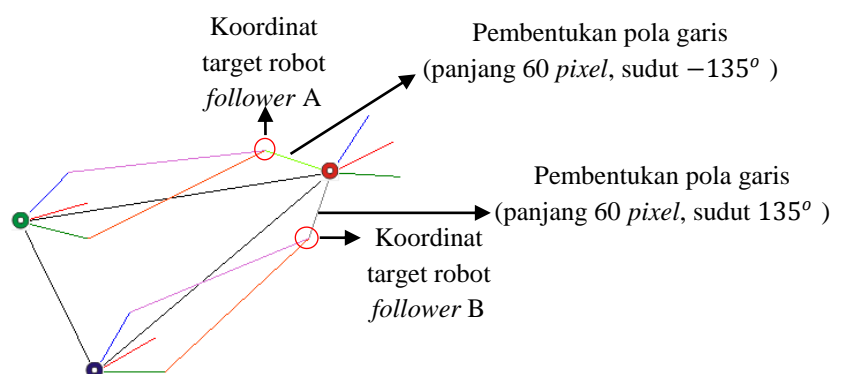 Koordinat
target robot
follower A
Pembentukan pola garis
(panjang 60 pixel, sudut −135° )
Pembentukan pola garis
(panjang 60 pixel, sudut 135° )
Koordinat
target robot
follower B